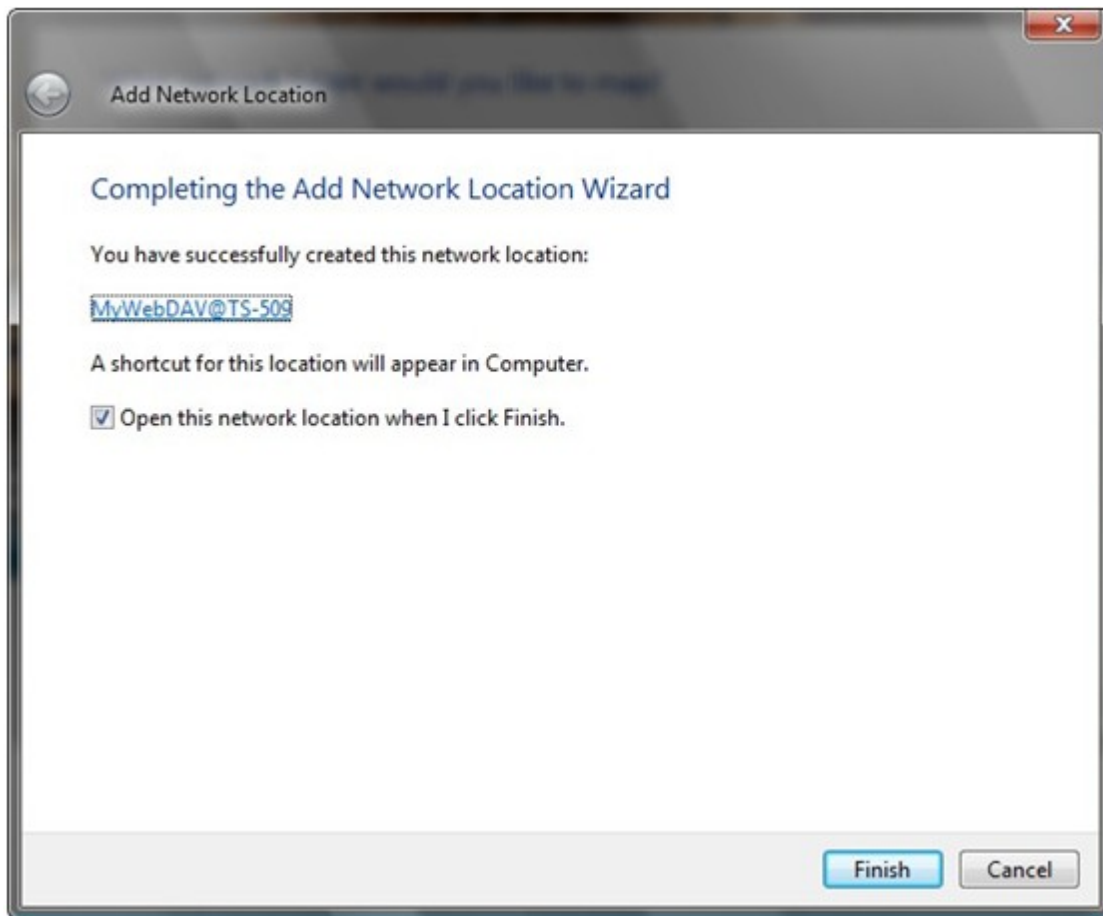 Add Network Location
Completing the Add Network Location Wizard
You have successfully created this network location:
MyWebDAV@TS-509
A shortcut for this location will appear in Computer.
Open this network location when I click Finish.
Finish
Cancel